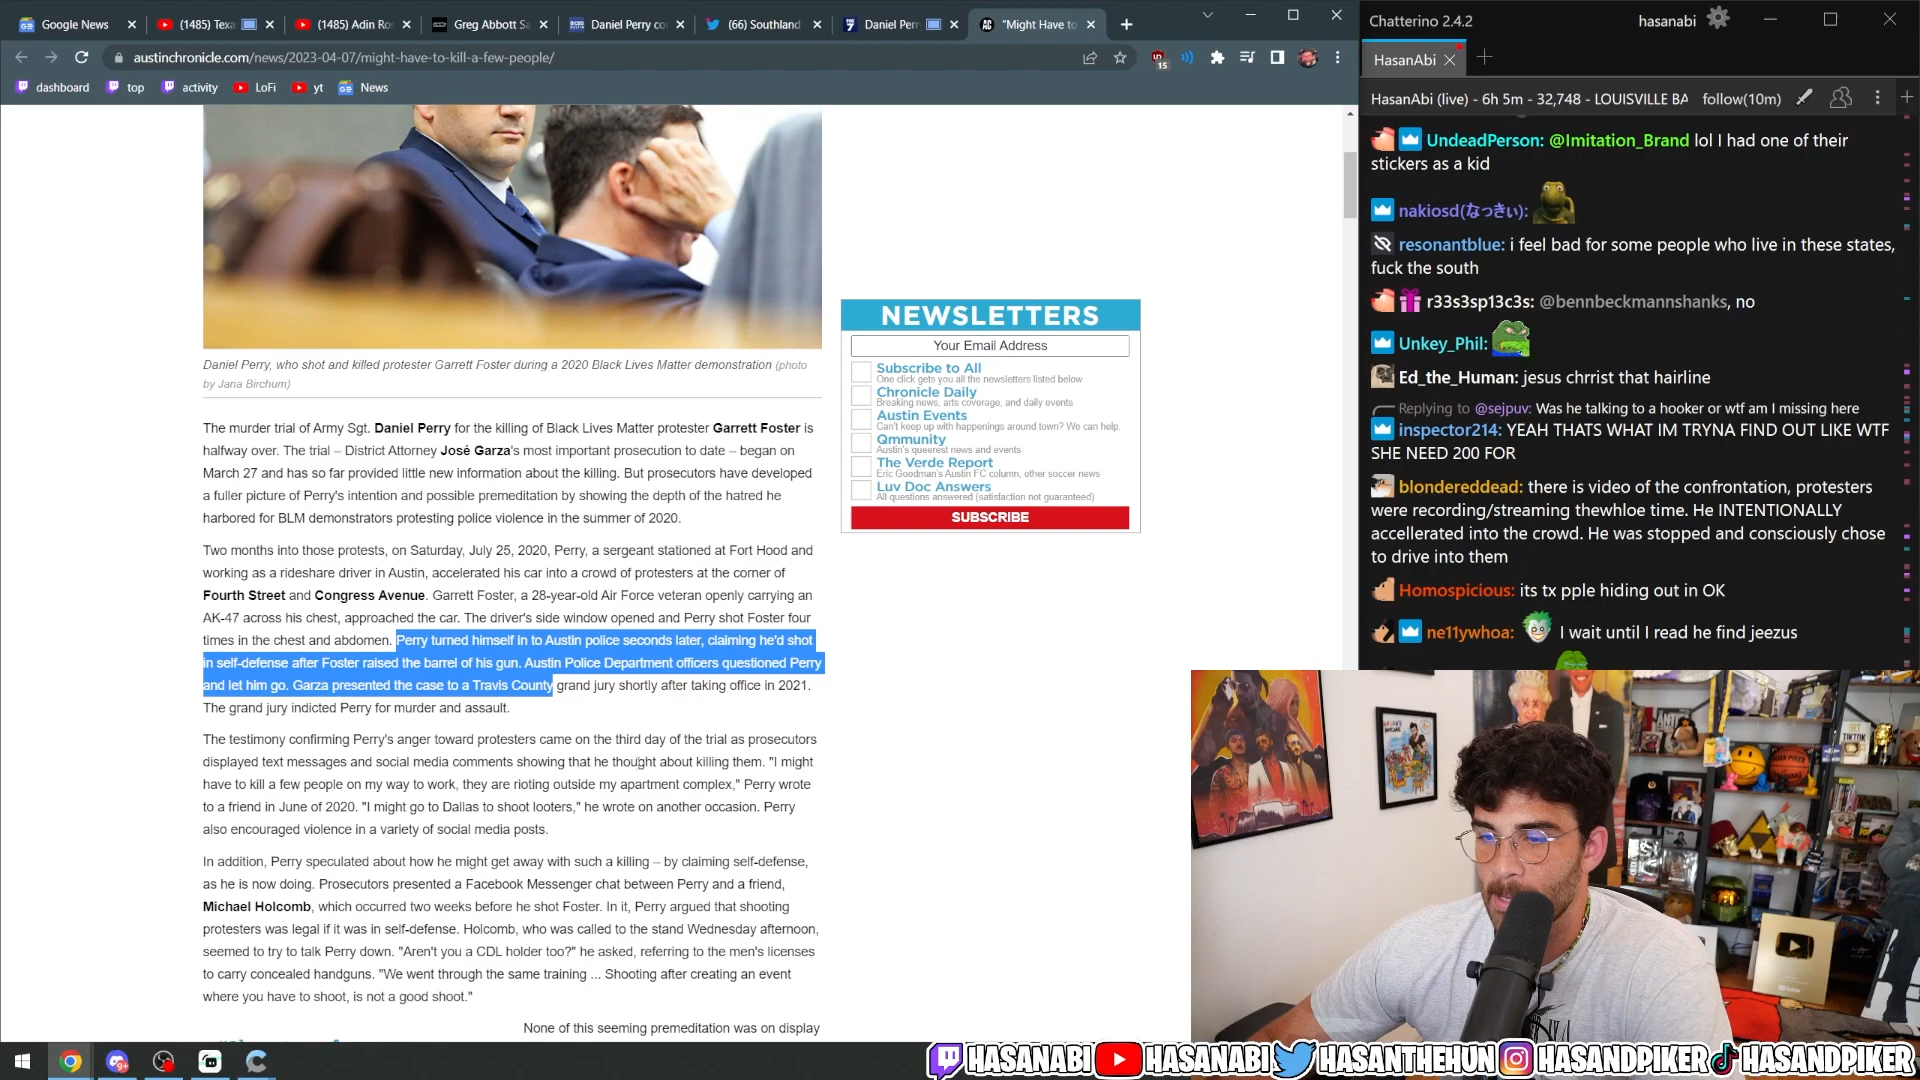 Google News
(1485) Texa
(1485) Adin Ros
Greg Abbott Sa
Daniel Perry co
(66) Southland
Daniel Perr
"Might Have to
austinchronicle.com/news/2023-04-07/might-have-to-kill-a-few-people/
15
dashboard
top
activity
LoFi
yt
News
Daniel Perry, who shot and killed protester Garrett Foster during a 2020 Black Lives Matter demonstration (photo
by Jana Birchum)
The murder trial of Army Sgt. Daniel Perry for the killing of Black Lives Matter protester Garrett Foster is
halfway over. The trial – District Attorney José Garza's most important prosecution to date – began on
March 27 and has so far provided little new information about the killing. But prosecutors have developed
a fuller picture of Perry's intention and possible premeditation by showing the depth of the hatred he
harbored for BLM demonstrators protesting police violence in the summer of 2020.
Two months into those protests, on Saturday, July 25, 2020, Perry, a sergeant stationed at Fort Hood and
working as a rideshare driver in Austin, accelerated his car into a crowd of protesters at the corner of
Fourth Street and Congress Avenue. Garrett Foster, a 28-year-old Air Force veteran openly carrying an
AK-47 across his chest, approached the car. The driver's side window opened and Perry shot Foster four
times in the chest and abdomen. Perry turned himself in to Austin police seconds later, claiming he'd shot
in self-defense after Foster raised the barrel of his gun. Austin Police Department officers questioned Perry
and let him go. Garza presented the case to a Travis County grand jury shortly after taking office in 2021.
The grand jury indicted Perry for murder and assault.
The testimony confirming Perry's anger toward protesters came on the third day of the trial as prosecutors
displayed text messages and social media comments showing that he thought about killing them. "I might
have to kill a few people on my way to work, they are rioting outside my apartment complex," Perry wrote
to a friend in June of 2020. "I might go to Dallas to shoot looters," he wrote on another occasion. Perry
also encouraged violence in a variety of social media posts.
In addition, Perry speculated about how he might get away with such a killing – by claiming self-defense,
as he is now doing. Prosecutors presented a Facebook Messenger chat between Perry and a friend,
Michael Holcomb, which occurred two weeks before he shot Foster. In it, Perry argued that shooting
protesters was legal if it was in self-defense. Holcomb, who was called to the stand Wednesday afternoon,
seemed to try to talk Perry down. "Aren't you a CDL holder too?" he asked, referring to the men's licenses
to carry concealed handguns. "We went through the same training ... Shooting after creating an event
where you have to shoot, is not a good shoot."
None of this seeming premeditation was on display
NEWSLETTERS
Your Email Address
Subscribe to All
One click gets you all the newsletters listed below
Chronicle Daily
Breaking news, arts coverage, and daily events
Austin Events
Can't keep up with happenings around town? We can help.
Qmmunity
Austin's queerest news and events
The Verde Report
Eric Goodman's Austin FC column, other soccer news
Luv Doc Answers
All questions answered (satisfaction not guaranteed)
SUBSCRIBE
Chatterino 2.4.2
hasanabi
HasanAbi
HasanAbi (live) - 6h 5m - 32,748 - LOUISVILLE BA
follow(10m)
UndeadPerson: @Imitation_Brand lol I had one of their
stickers as a kid
nakiosd(なっきぃ):
resonantblue: i feel bad for some people who live in these states,
fuck the south
r33s3sp13c3s: @bennbeckmannshanks, no
Unkey_Phil:
Ed_the_Human: jesus chrrist that hairline
Replying to @sejpuv: Was he talking to a hooker or wtf am I missing here
inspector214: YEAH THATS WHAT IM TRYNA FIND OUT LIKE WTF
SHE NEED 200 FOR
blondereddead: there is video of the confrontation, protesters
were recording/streaming thewhloe time. He INTENTIONALLY
accellerated into the crowd. He was stopped and consciously chose
to drive into them
Homospicious: its tx pple hiding out in OK
ne11ywhoa: I wait until I read he find jeezus
HASANABI
HASANABI
HASANTHEHUN
HASANDPIKER
HASANDPIKER